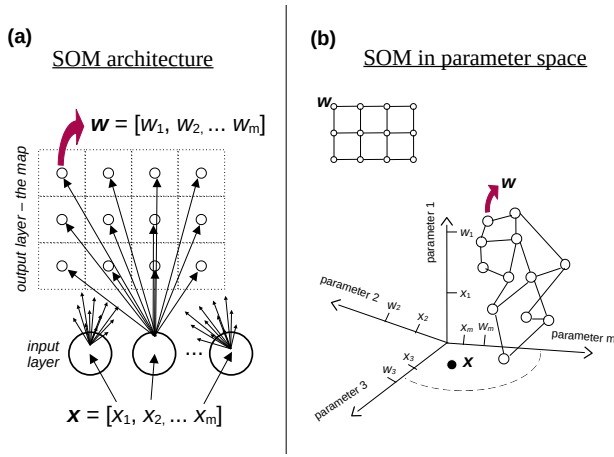 (a)
SOM architecture
w = [w1, w2, ... wm]
output layer – the map
input
layer
...
x = [x1, x2, ... xm]
(b)
SOM in parameter space
w
w
parameter 1
w1
x1
parameter 2
w2
x2
xm
wm
parameter m
x3
w3
parameter 3
x